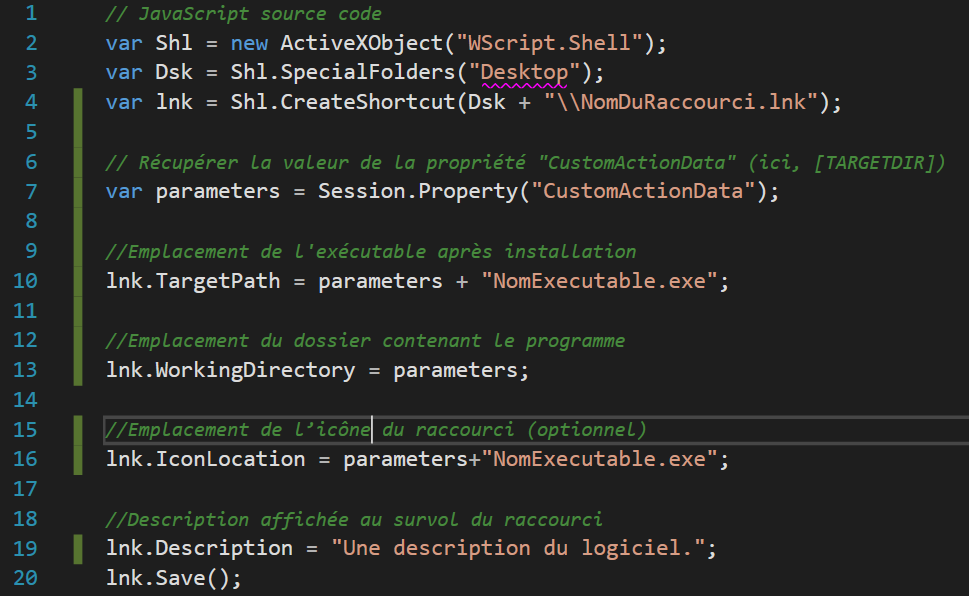 1 // JavaScript source code
2 var Shl = new ActiveXObject("WScript.Shell");
3 var Dsk = Shl.SpecialFolders("Desktop");
4 var lnk = Shl.CreateShortcut(Dsk + "\\NomDuRaccourci.lnk");
5
6 // Récupérer la valeur de la propriété "CustomActionData" (ici, [TARGETDIR])
7 var parameters = Session.Property("CustomActionData");
8
9 //Emplacement de l'exécutable après installation
10 lnk.TargetPath = parameters + "NomExecutable.exe";
11
12 //Emplacement du dossier contenant le programme
13 lnk.WorkingDirectory = parameters;
14
15 //Emplacement de l’icône du raccourci (optionnel)
16 lnk.IconLocation = parameters+"NomExecutable.exe";
17
18 //Description affichée au survol du raccourci
19 lnk.Description = "Une description du logiciel.";
20 lnk.Save();